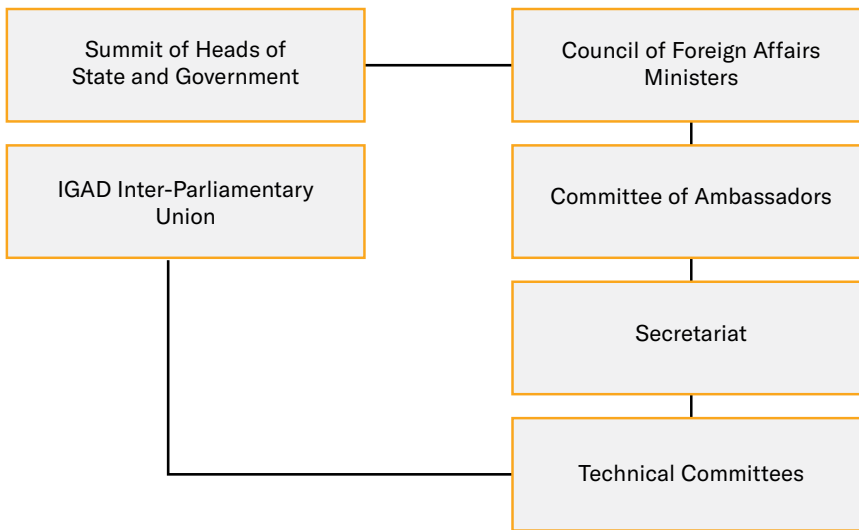 Summit of Heads of
State and Government
Council of Foreign Affairs
Ministers
IGAD Inter-Parliamentary
Union
Committee of Ambassadors
Secretariat
Technical Committees